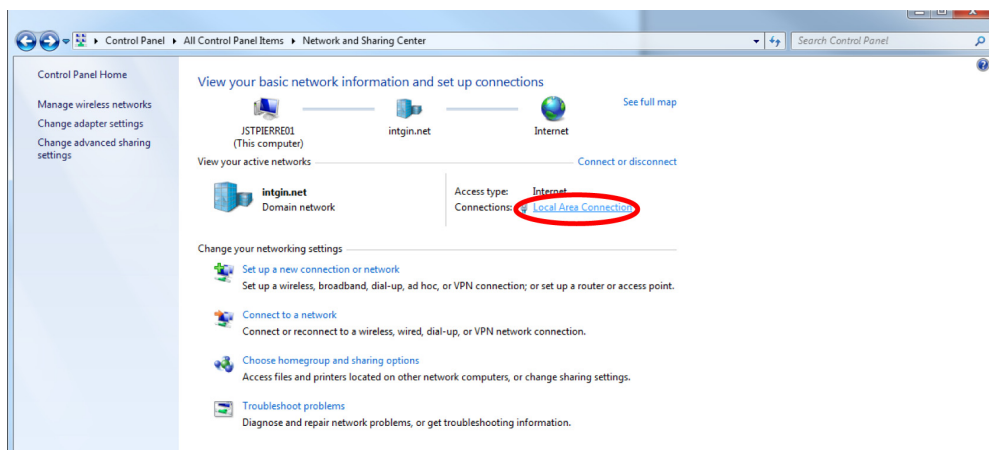 Control Panel ▸ All Control Panel Items ▸ Network and Sharing Center
Search Control Panel
Control Panel Home
Manage wireless networks
Change adapter settings
Change advanced sharing
settings
View your basic network information and set up connections
See full map
JSTPIERRE01
(This computer)
intgin.net
Internet
View your active networks
Connect or disconnect
intgin.net
Domain network
Access type: Internet
Connections: Local Area Connection
Change your networking settings
Set up a new connection or network
Set up a wireless, broadband, dial-up, ad hoc, or VPN connection; or set up a router or access point.
Connect to a network
Connect or reconnect to a wireless, wired, dial-up, or VPN network connection.
Choose homegroup and sharing options
Access files and printers located on other network computers, or change sharing settings.
Troubleshoot problems
Diagnose and repair network problems, or get troubleshooting information.